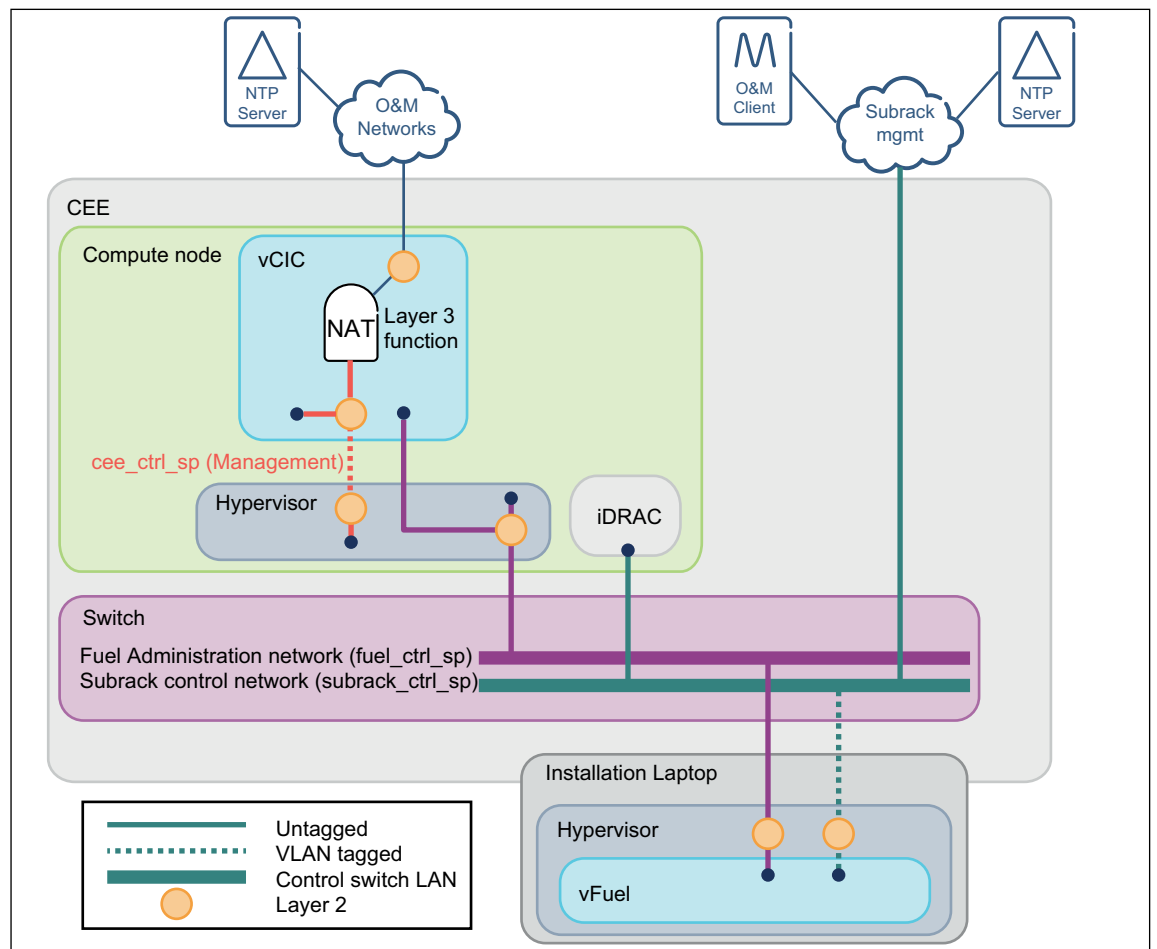 NTP
Server
O&M
Networks
O&M
Client
Subrack
mgmt
NTP
Server
CEE
Compute node
vCIC
NAT
Layer 3
function
cee_ctrl_sp (Management)
Hypervisor
iDRAC
Switch
Fuel Administration network (fuel_ctrl_sp)
Subrack control network (subrack_ctrl_sp)
Installation Laptop
Hypervisor
vFuel
Untagged
VLAN tagged
Control switch LAN
Layer 2